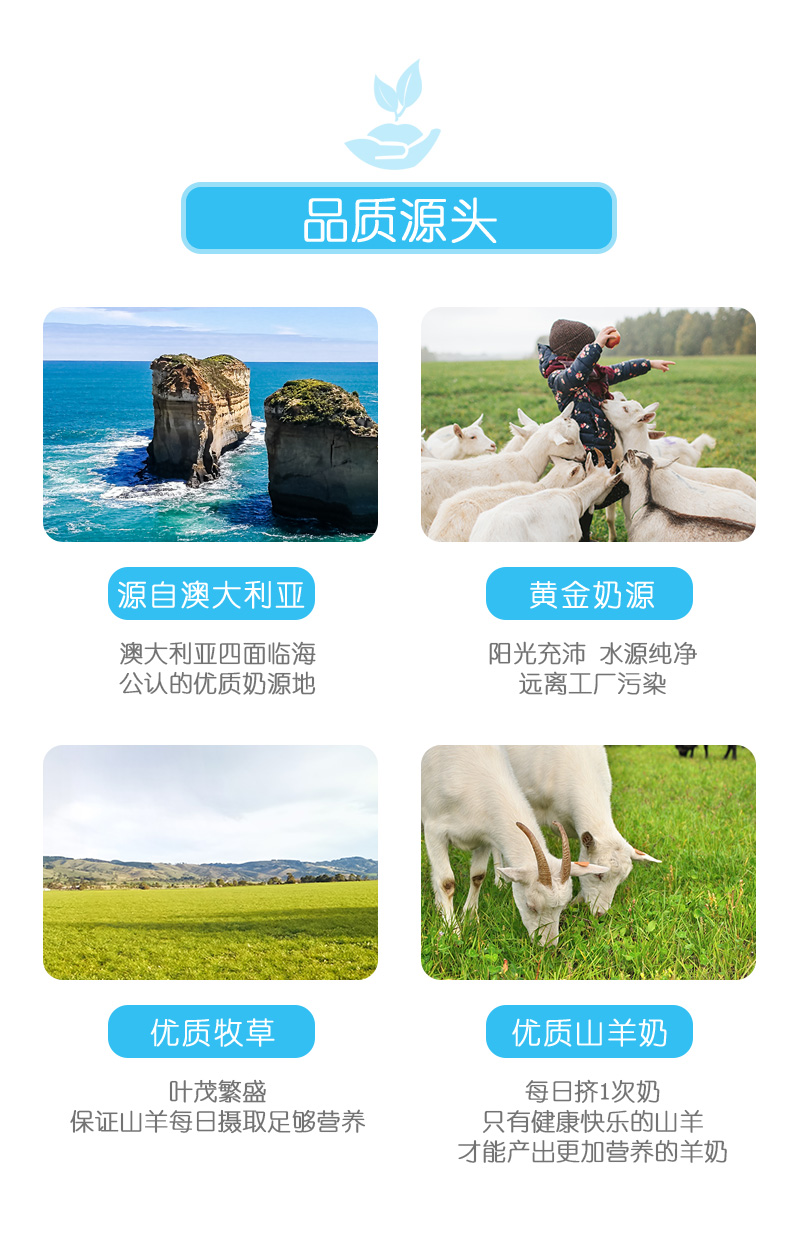 品质源头
源自澳大利亚
澳大利亚四面临海
公认的优质奶源地
黄金奶源
阳光充沛 水源纯净
远离工厂污染
优质牧草
叶茂繁盛
保证山羊每日摄取足够营养
优质山羊奶
每日挤1次奶
只有健康快乐的山羊
才能产出更加营养的羊奶